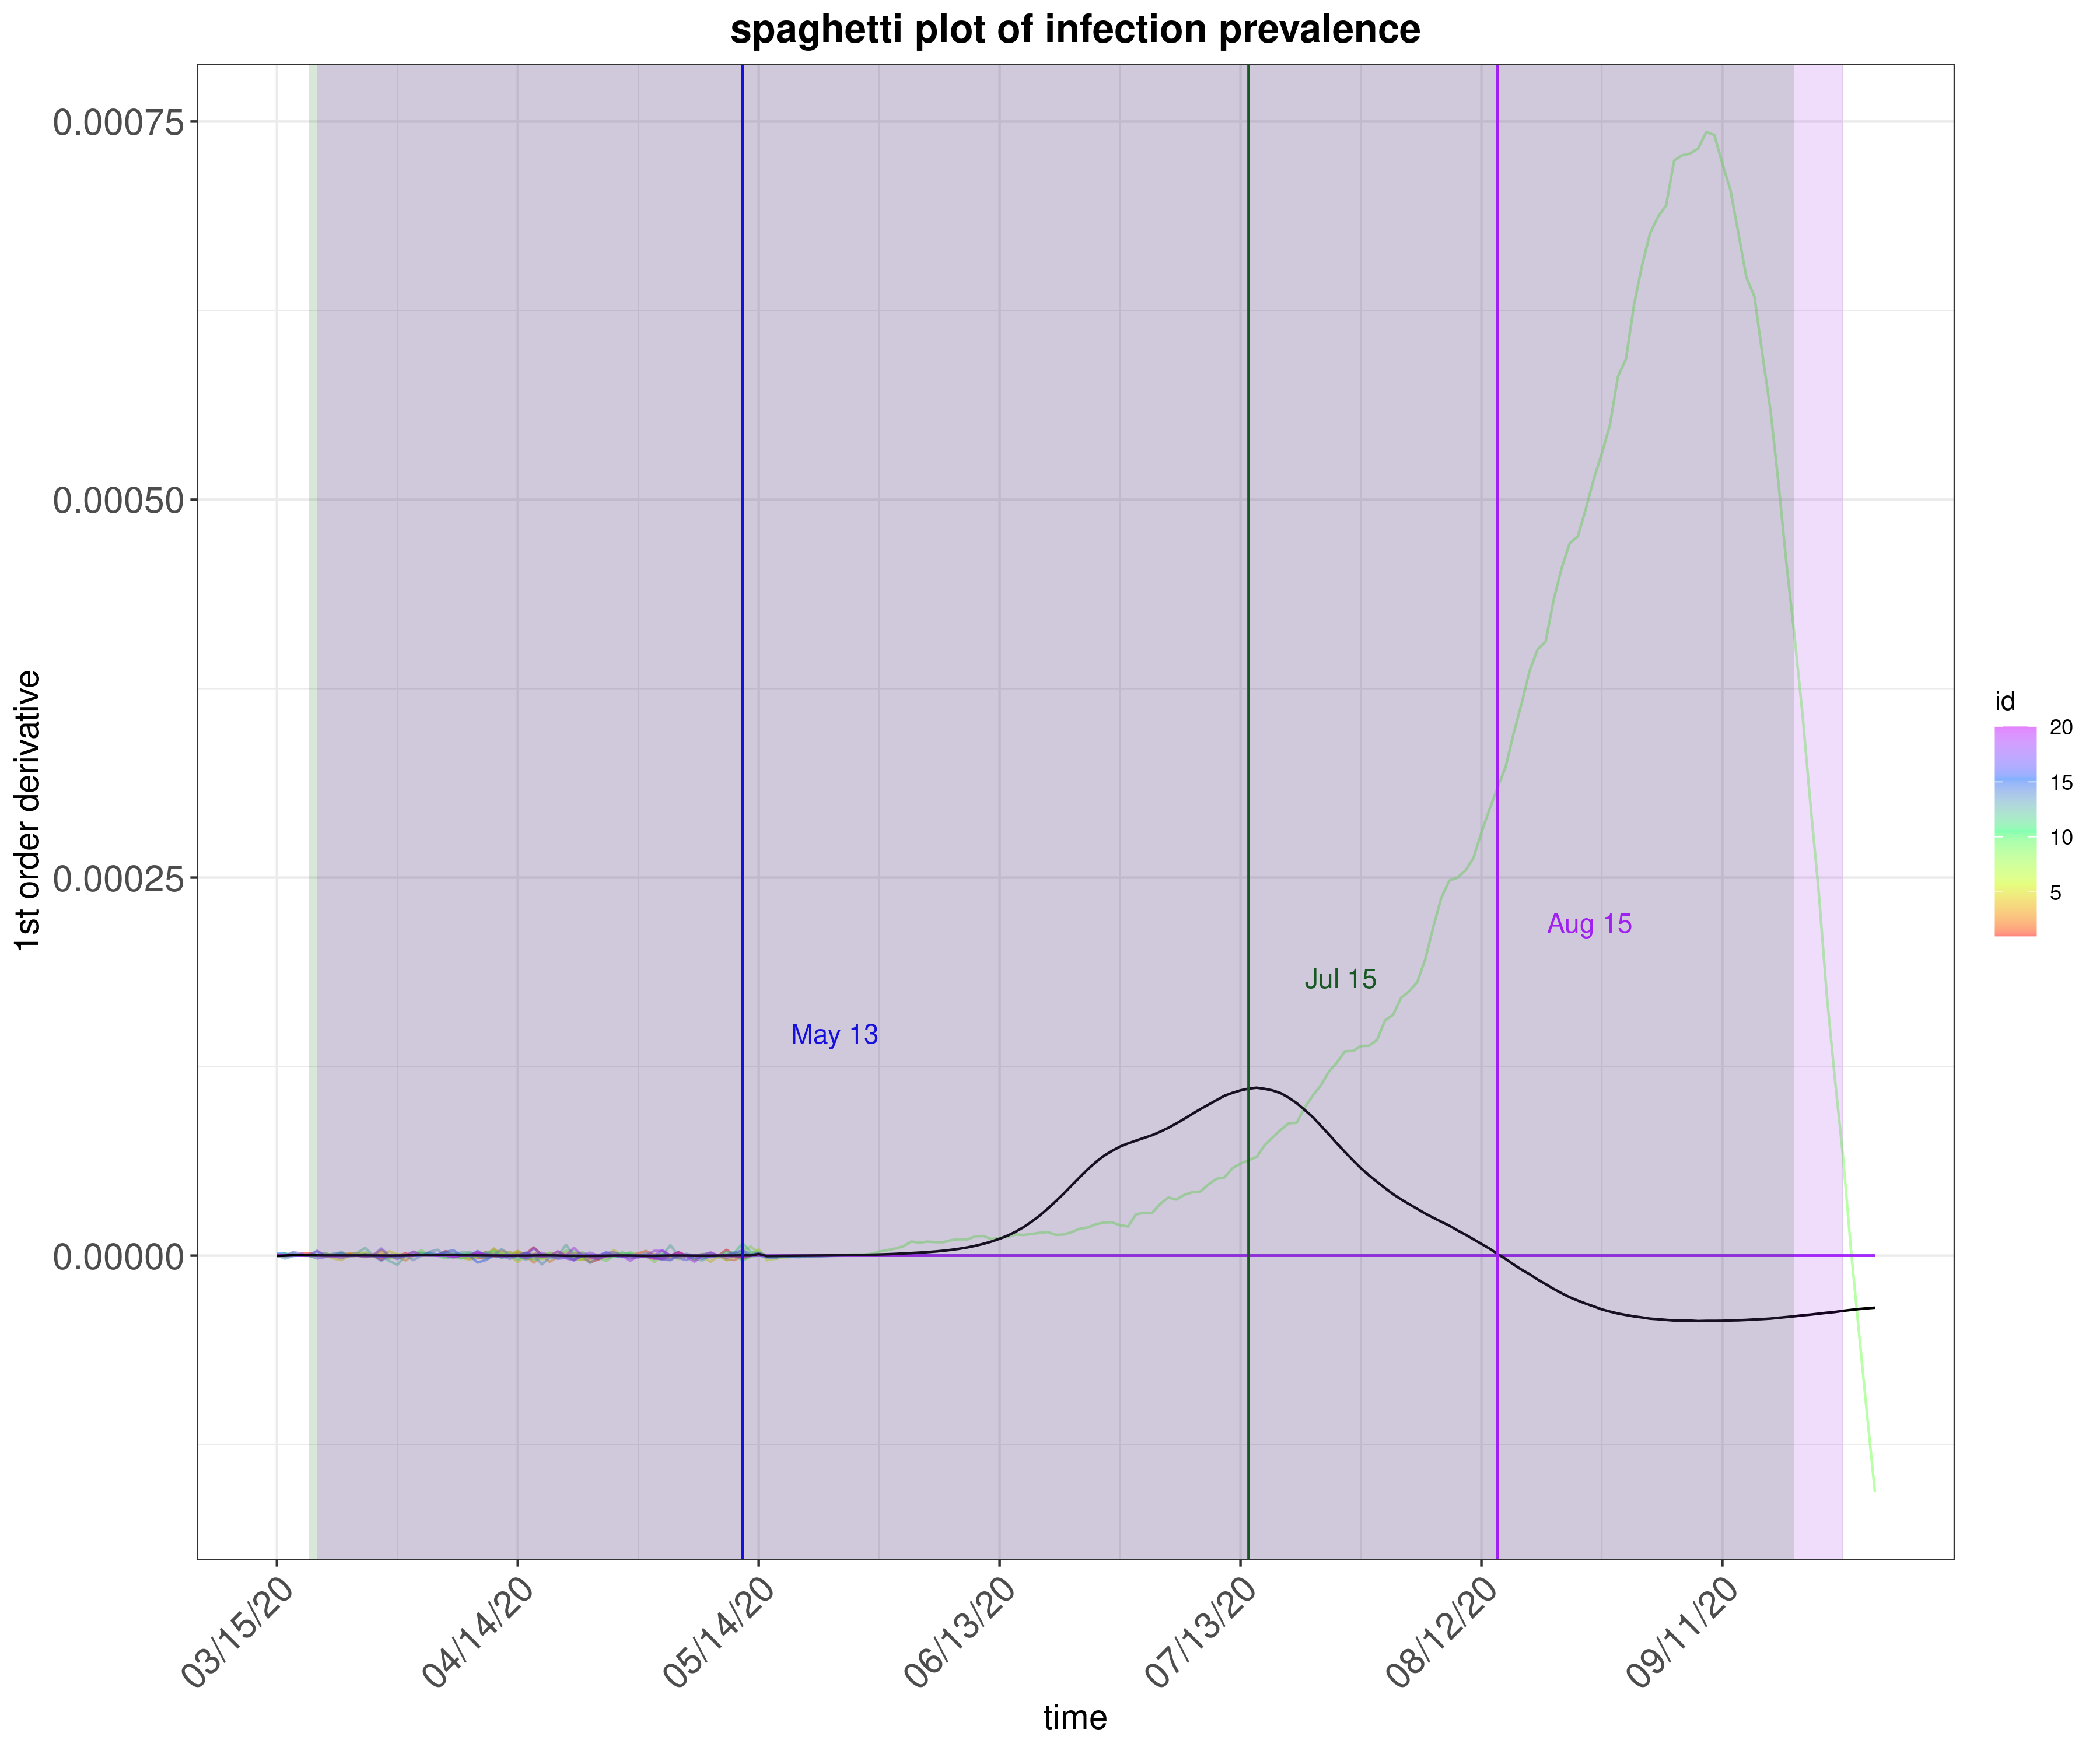 spaghetti plot of infection prevalence
0.00075
0.00050
0.00025
0.00000
1st order derivative
May 13
Jul 15
Aug 15
id
20
15
10
5
03/15/20
04/14/20
05/14/20
06/13/20
07/13/20
08/12/20
09/11/20
time